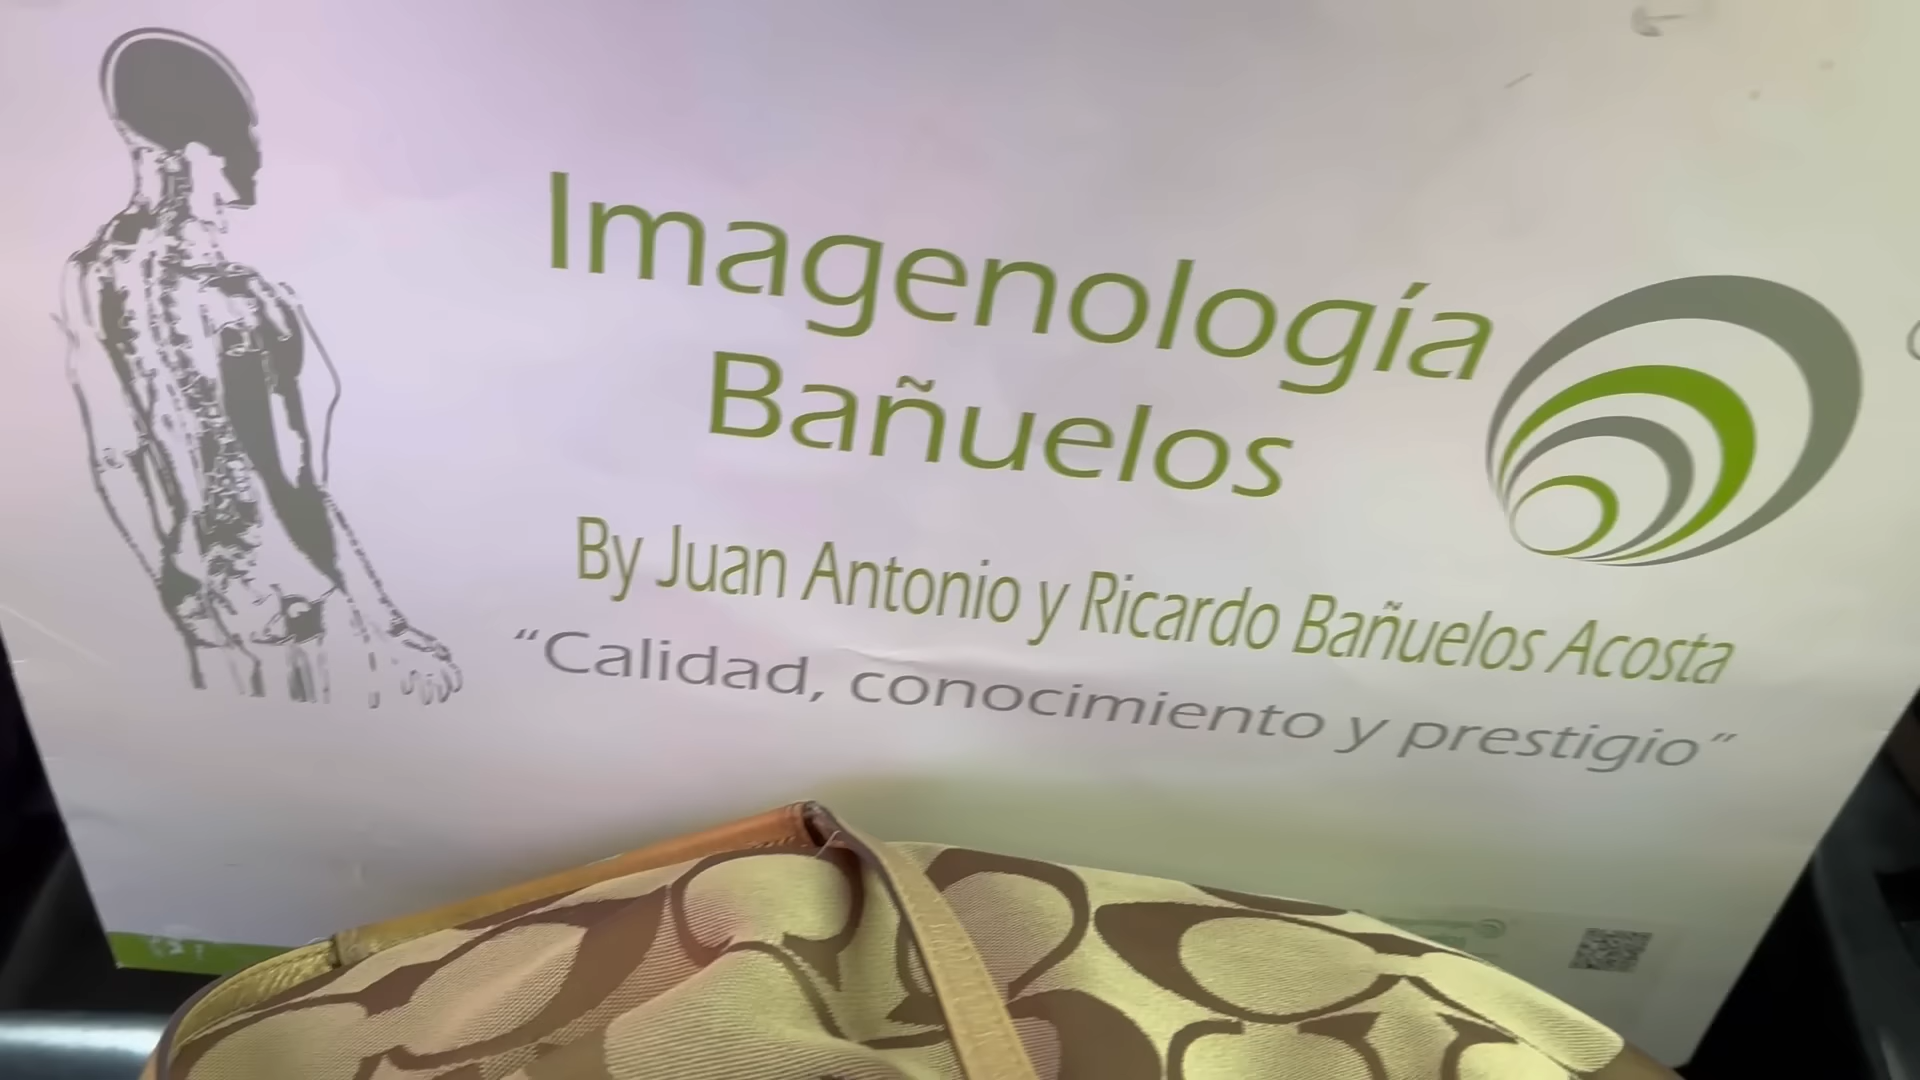 Imagenología
Bañuelos
By Juan Antonio y Ricardo Bañuelos Acosta
“Calidad, conocimiento y prestigio”